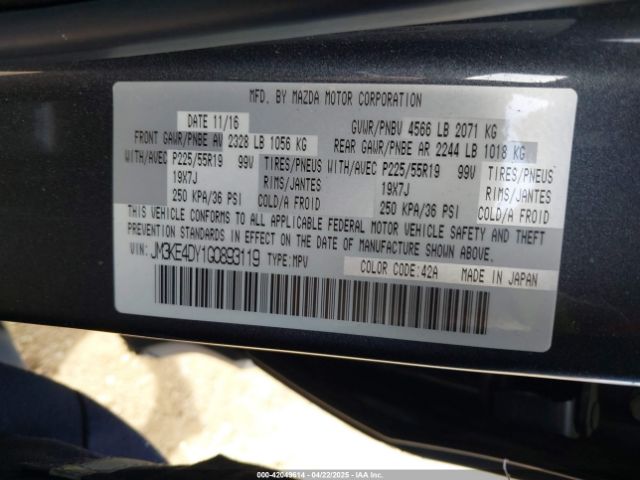 MFD. BY MAZDA MOTOR CORPORATION
DATE 11/16
GVWR/PNBV 4566 LB 2071 KG
FRONT GAWR/PNBE AV 2328 LB 1056 KG
REAR GAWR/PNBE AR 2244 LB 1018 KG
WITH/AVEC P225/55R19 99V TIRES/PNEUS WITH/AVEC P225/55R19 99V TIRES/PNEUS
19X7J RIMS/JANTES 19X7J RIMS/JANTES
250 KPA/36 PSI COLD/A FROID 250 KPA/36 PSI COLD/A FROID
THIS VEHICLE CONFORMS TO ALL APPLICABLE FEDERAL MOTOR VEHICLE SAFETY AND THEFT
PREVENTION STANDARDS IN EFFECT ON THE DATE OF MANUFACTURE SHOWN ABOVE.
VIN: JM3KE4DY1G0893119 TYPE:MPV
COLOR CODE:42A MADE IN JAPAN
000-42049614 - 04/22/2025 - IAAI.COM